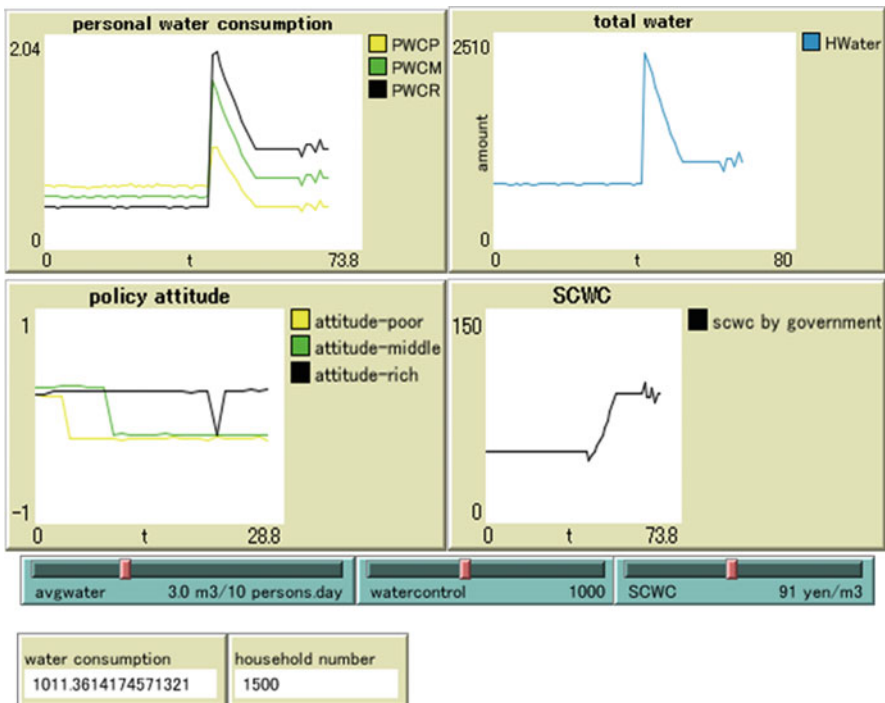 personal water consumption
2.04
PWCP
PWCM
PWCR
0
0 t 73.8
total water
2510
HWater
amount
0
0 t 80
policy attitude
1
attitude-poor
attitude-middle
attitude-rich
-1
0 t 28.8
SCWC
150
scwc by government
0
0 t 73.8
avgwater 3.0 m3/10 persons.day
watercontrol 1000
SCWC 91 yen/m3
water consumption
1011.3614174571321
household number
1500